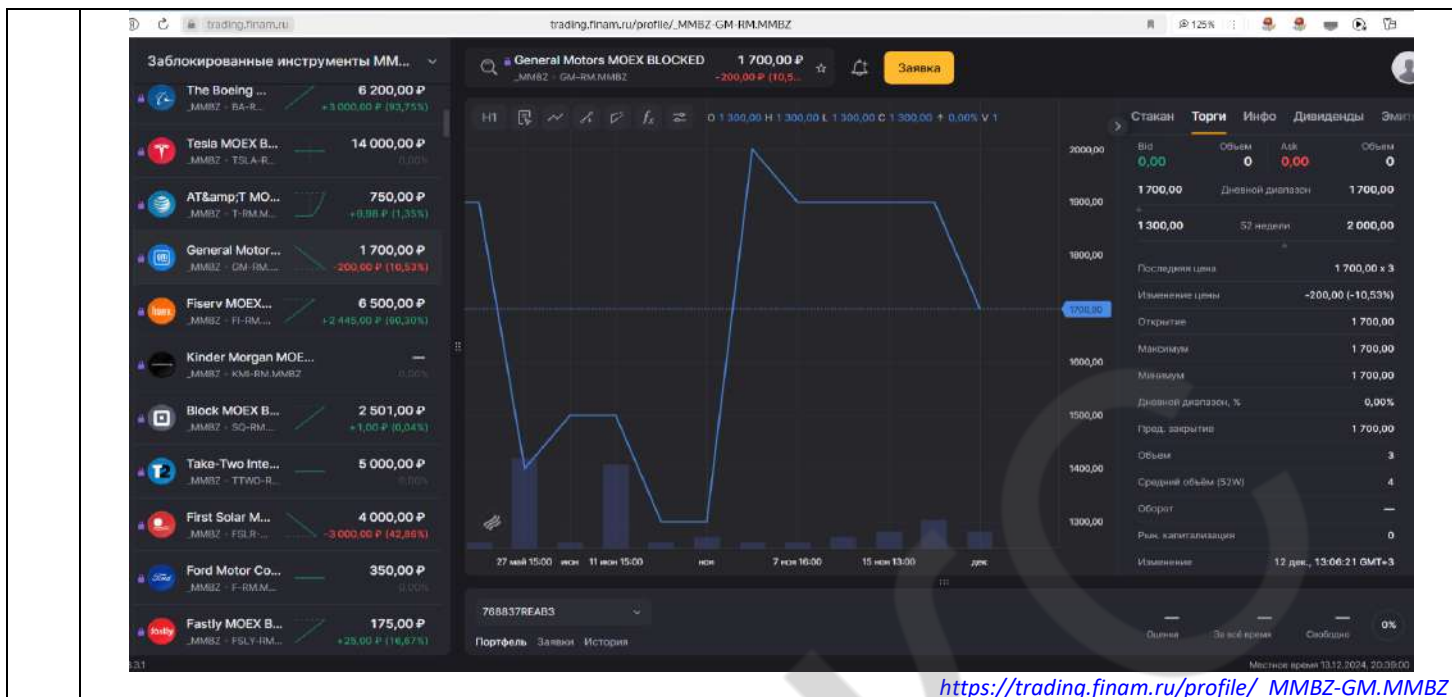 trading.finam.ru
trading.finam.ru/profile/_MMBZ-GM-RM.MMBZ
125%
Заблокированные инструменты MM...
The Boeing ...
6 200,00 ₽
_MMBZ - BA-R...
+3 000,00 ₽ (93,75%)
Tesla MOEX B...
14 000,00 ₽
_MMBZ - TSLA-R...
0,00%
AT&amp;T MO...
750,00 ₽
_MMBZ - T-RM.M...
(1,35%)
General Motor...
1 700,00 ₽
_MMBZ - GM-RM....
-200,00 ₽ (10,53%)
Fiserv MOEX...
6 500,00 ₽
_MMBZ - FI-RM....
+2 445,00 ₽ (60,30%)
Kinder Morgan MOE...
—
_MMBZ - KMI-RM.MMBZ
0,00%
Block MOEX B...
2 501,00 ₽
_MMBZ - SQ-RM...
+1,00 ₽ (0,04%)
Take-Two Inte...
5 000,00 ₽
_MMBZ - TTWO-R...
0,00%
First Solar M...
4 000,00 ₽
_MMBZ - FSLR-...
-3 000,00 ₽ (42,86%)
Ford Motor Co...
350,00 ₽
_MMBZ - F-RM.M...
0,00%
Fastly MOEX B...
175,00 ₽
_MMBZ - FSLY-RM...
+25,00 ₽ (16,67%)
General Motors MOEX BLOCKED
1 700,00 ₽
_MMBZ - GM-RM.MMBZ
-200,00 ₽ (10,5...
Заявка
H1
O 1 300,00 H 1 300,00 L 1 300,00 C 1 300,00 + 0,00% V 1
2000,00
1900,00
1800,00
1700,00
1600,00
1500,00
1400,00
1300,00
27 май 15:00 июн 11 июн 15:00 ноя 7 ноя 16:00 15 ноя 13:00 дек
768837REAB3
Портфель Заявки История
Стакан Торги Инфо Дивиденды Эмит
Bid Объем Ask Объем
0,00 0 0,00 0
1 700,00 Дневной диапазон 1 700,00
1 300,00 52 недели 2 000,00
Последняя цена 1 700,00 x 3
Изменение цены -200,00 (-10,53%)
Открытие 1 700,00
Максимум 1 700,00
Минимум 1 700,00
Дневной диапазон, % 0,00%
Пред. закрытие 1 700,00
Объем 3
Средний объём (52W) 4
Оборот —
Рын. капитализация 0
Изменение 12 дек., 13:06:21 GMT+3
Оценка За всё время Свободно 0%
Местное время 13.12.2024, 20:39:00
https://trading.finam.ru/profile/_MMBZ-GM.MMBZ